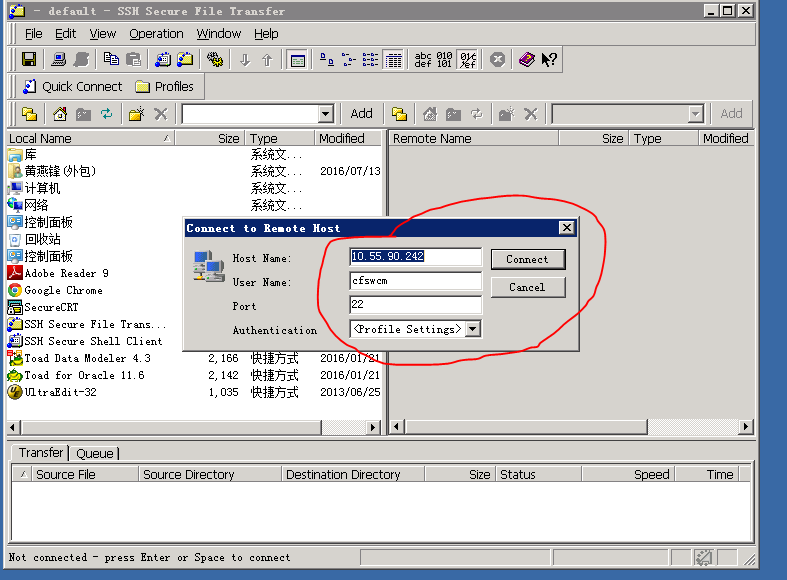 - default - SSH Secure File Transfer
File Edit View Operation Window Help
abc def 010 101
Quick Connect Profiles
Add Add
Local Name Size Type Modified Remote Name Size Type Modified
库 系统文...
黄燕锋(外包) 系统文... 2016/07/13
计算机 系统文...
网络 系统文...
控制面板
回收站
控制面板
Adobe Reader 9
Google Chrome
SecureCRT
SSH Secure File Trans...
SSH Secure Shell Client
Toad Data Modeler 4.3 2,166 快捷方式 2016/01/21
Toad for Oracle 11.6 2,142 快捷方式 2016/01/21
UltraEdit-32 1,035 快捷方式 2013/06/25
Connect to Remote Host
Host Name: 10.55.90.242 Connect
User Name: cfswcm Cancel
Port 22
Authentication <Profile Settings>
Transfer Queue
Source File Source Directory Destination Directory Size Status Speed Time
Not connected - press Enter or Space to connect